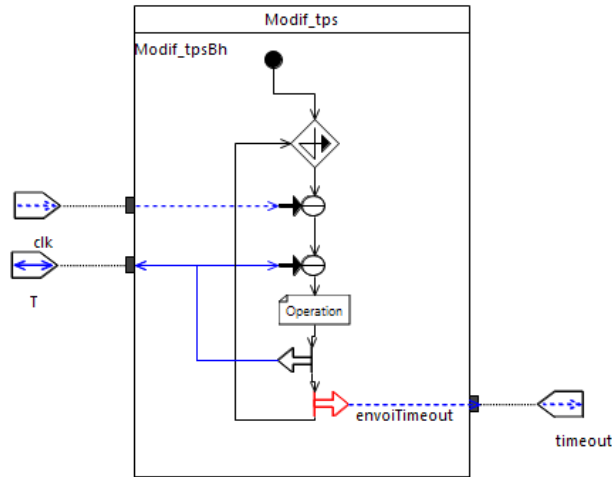 Modif_tps
Modif_tpsBh
clk
T
Operation
envoiTimeout
timeout